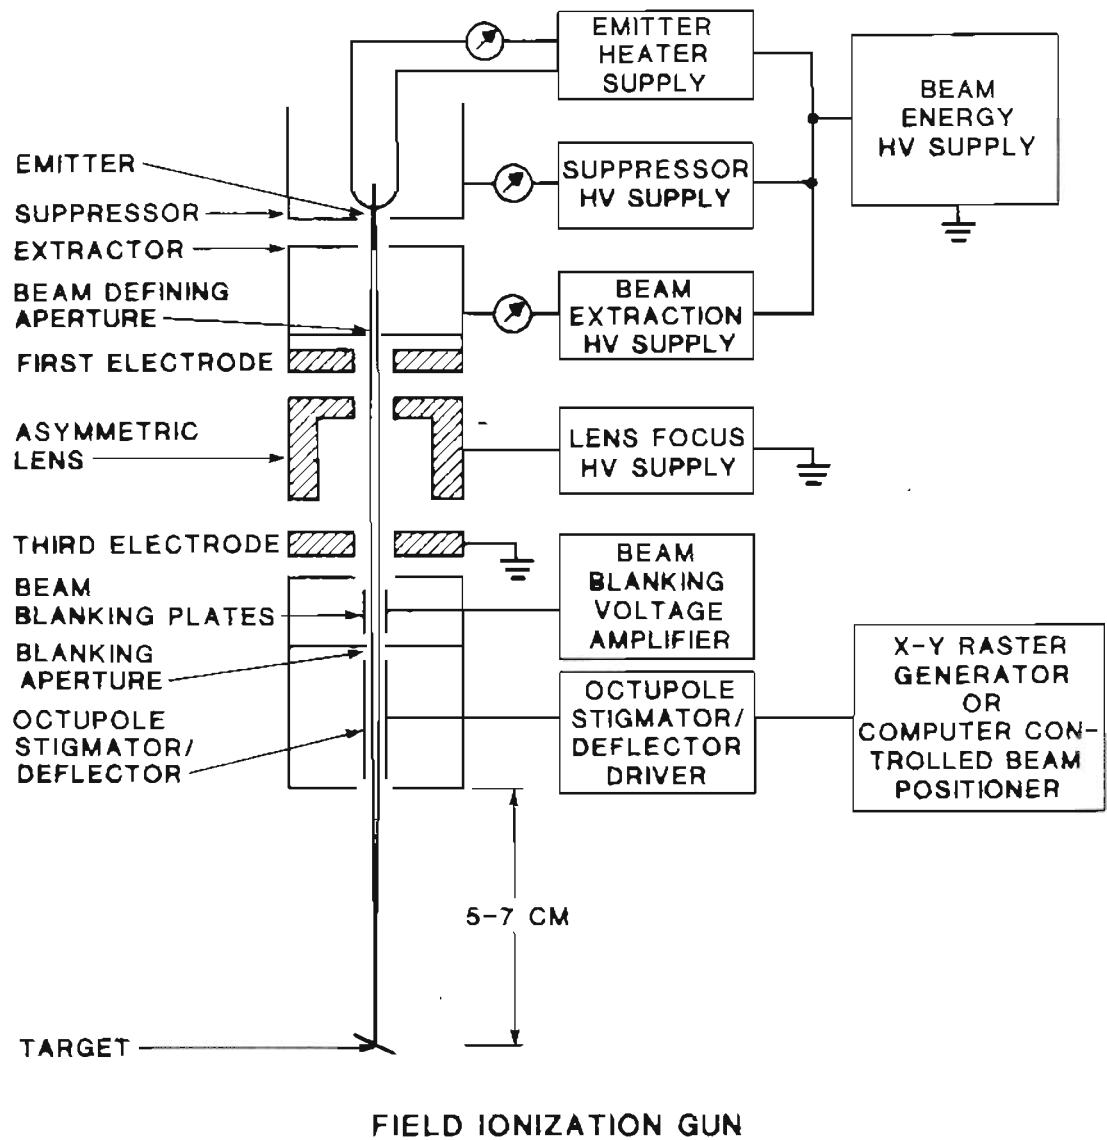 EMITTER
HEATER
SUPPLY
BEAM
ENERGY
HV SUPPLY
EMITTER
SUPPRESSOR
HV SUPPLY
SUPPRESSOR
EXTRACTOR
BEAM DEFINING
APERTURE
BEAM
EXTRACTION
HV SUPPLY
FIRST ELECTRODE
ASYMMETRIC
LENS
LENS FOCUS
HV SUPPLY
THIRD ELECTRODE
BEAM
BLANKING PLATES
BEAM
BLANKING
VOLTAGE
AMPLIFIER
BLANKING
APERTURE
OCTUPOLE
STIGMATOR/
DEFLECTOR
OCTUPOLE
STIGMATOR/
DEFLECTOR
DRIVER
X-Y RASTER
GENERATOR
OR
COMPUTER CON-
TROLLED BEAM
POSITIONER
5-7 CM
TARGET
FIELD IONIZATION GUN